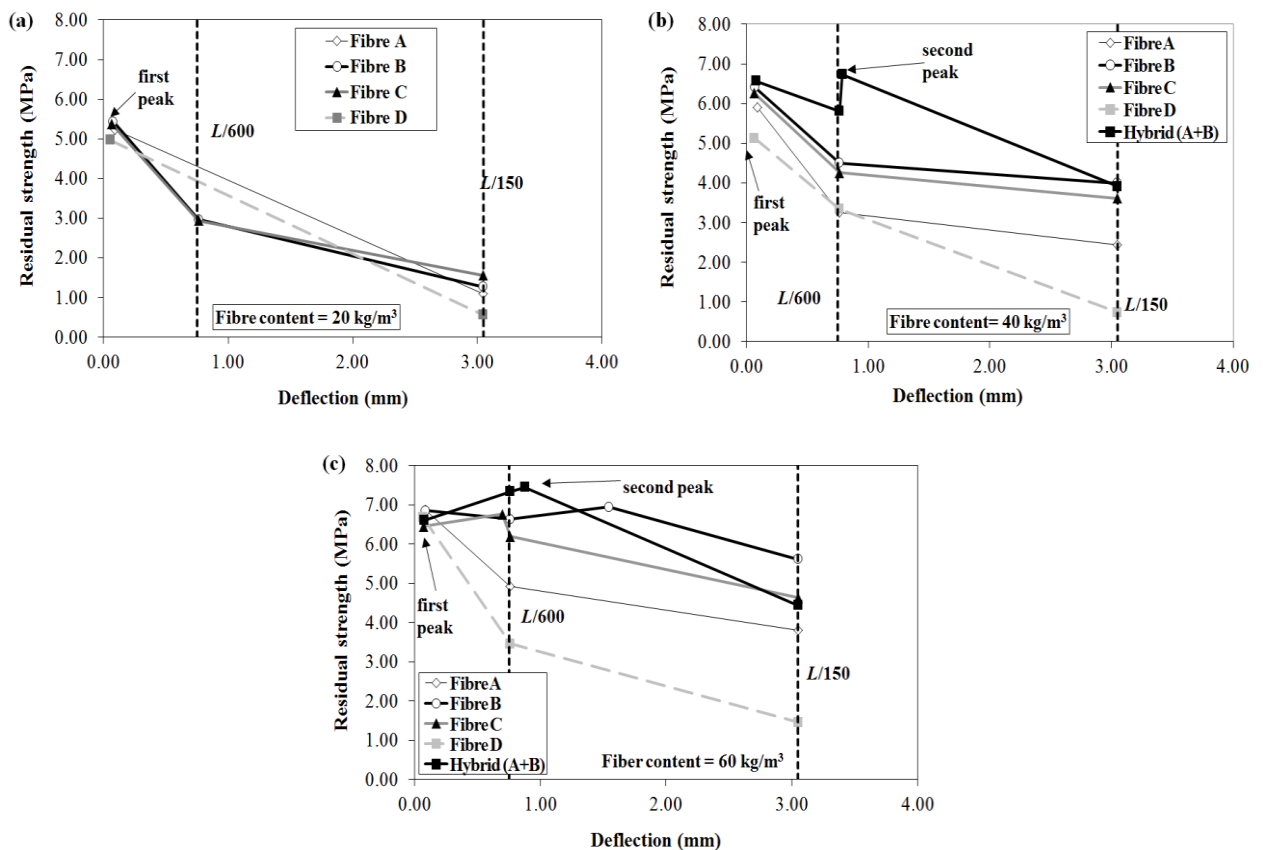 (a)
8.00
7.00
6.00
5.00
4.00
3.00
2.00
1.00
0.00
Residual strength (MPa)
first
peak
L/600
L/150
Fibre A
Fibre B
Fibre C
Fibre D
Fibre content = 20 kg/m³
0.00 1.00 2.00 3.00 4.00
Deflection (mm)
(b)
8.00
7.00
6.00
5.00
4.00
3.00
2.00
1.00
0.00
Residual strength (MPa)
second
peak
first
peak
L/600
L/150
Fibre A
Fibre B
Fibre C
Fibre D
Hybrid (A+B)
Fibre content= 40 kg/m³
0.00 1.00 2.00 3.00 4.00
Deflection (mm)
(c)
8.00
7.00
6.00
5.00
4.00
3.00
2.00
1.00
0.00
Residual strength (MPa)
second peak
first
peak
L/600
L/150
Fibre A
Fibre B
Fibre C
Fibre D
Hybrid (A+B)
Fiber content = 60 kg/m³
0.00 1.00 2.00 3.00 4.00
Deflection (mm)